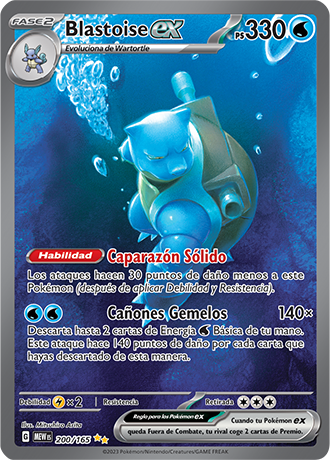 FASE2 Blastoise ex PS330
Evoluciona de Wartortle
Habilidad Caparazón Sólido
Los ataques hacen 30 puntos de daño menos a este
Pokémon (después de aplicar Debilidad y Resistencia).
Cañones Gemelos 140×
Descarta hasta 2 cartas de Energía Básica de tu mano.
Este ataque hace 140 puntos de daño por cada carta que
hayas descartado de esta manera.
Debilidad ×2 Resistencia Retirada
Ilus. Mitsuhiro Arita
Regla para los Pokémon ex Cuando tu Pokémon ex
queda Fuera de Combate, tu rival coge 2 cartas de Premio.
G MEW ES 200/165
©2023 Pokémon/Nintendo/Creatures/GAME FREAK